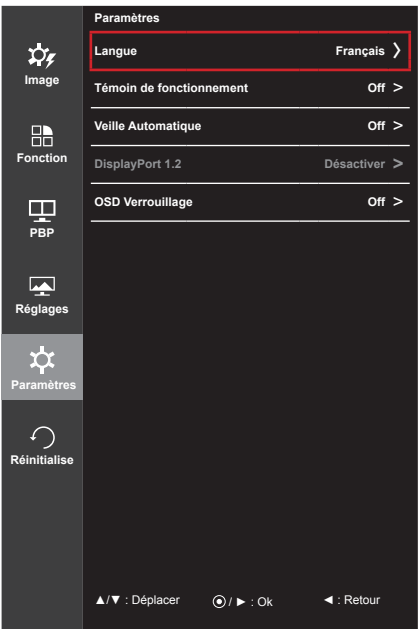 Paramètres
Langue Français >
Témoin de fonctionnement Off >
Veille Automatique Off >
DisplayPort 1.2 Désactiver >
OSD Verrouillage Off >
Image
Fonction
PBP
Réglages
Paramètres
Réinitialise
▲/▼ : Déplacer ⦿ / ► : Ok ◄ : Retour